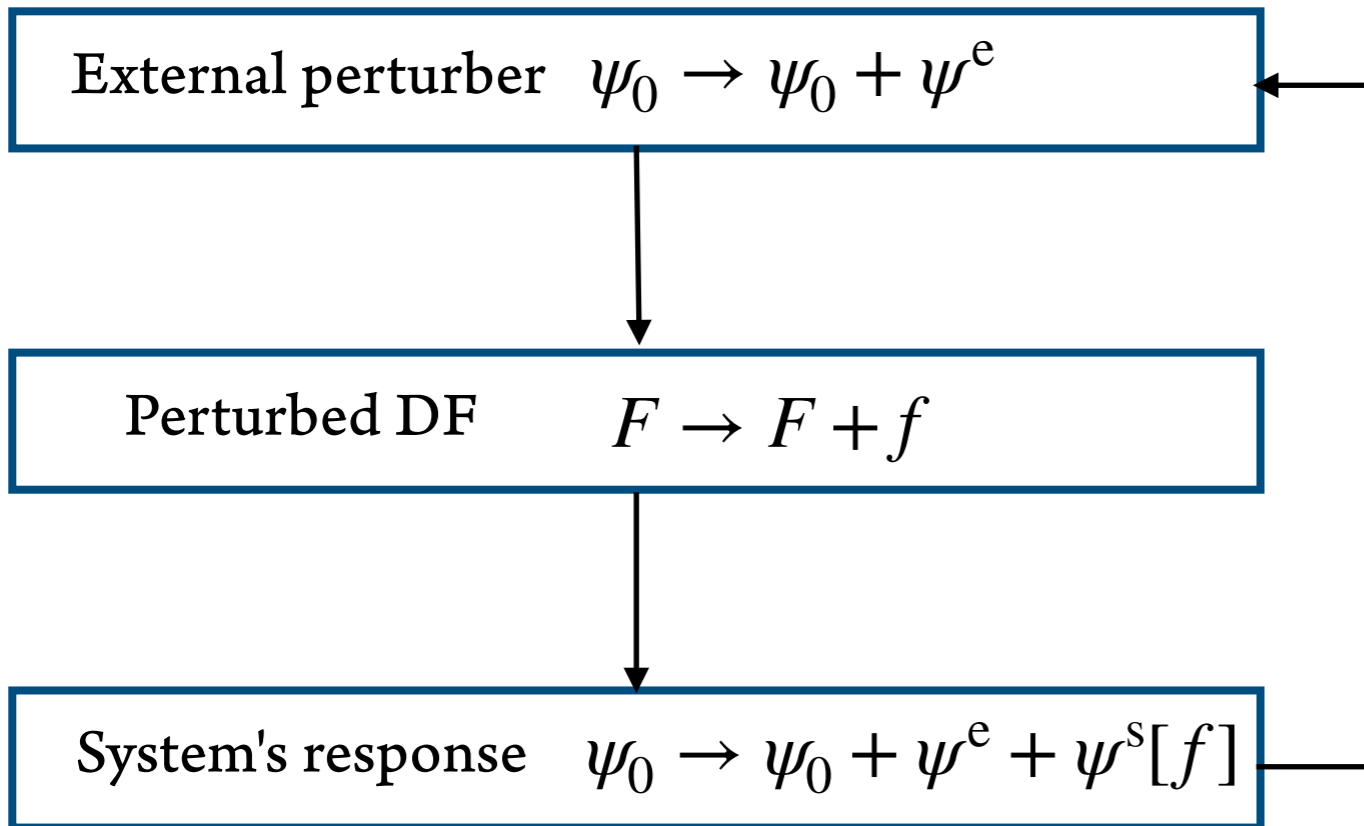 External perturber ψ₀ → ψ₀ + ψᵉ
Perturbed DF F → F + f
System's response ψ₀ → ψ₀ + ψᵉ + ψˢ[f]